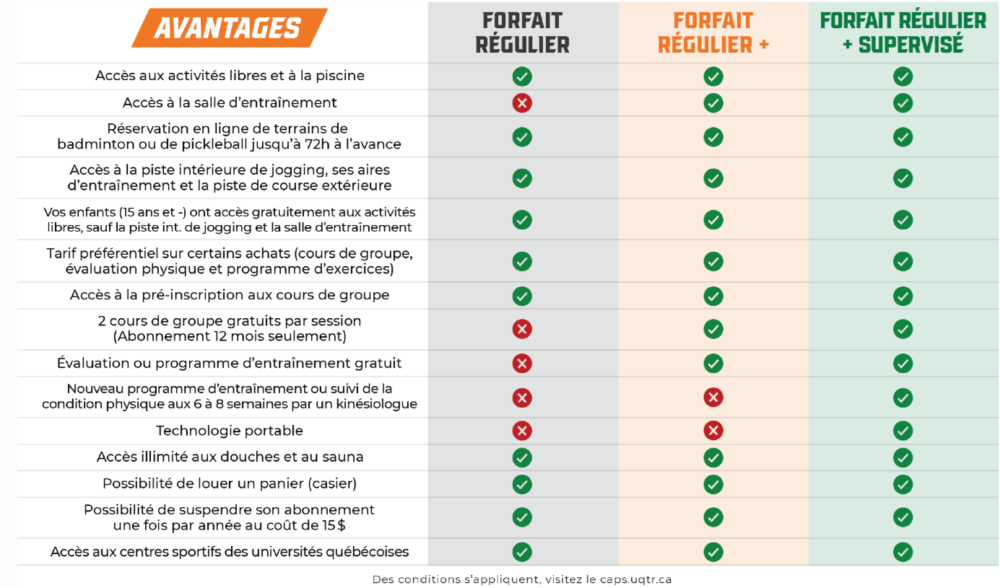 AVANTAGES
FORFAIT
RÉGULIER
FORFAIT
RÉGULIER +
FORFAIT RÉGULIER
+ SUPERVISÉ
Accès aux activités libres et à la piscine
Accès à la salle d'entraînement
Réservation en ligne de terrains de
badminton ou de pickleball jusqu'à 72h à l'avance
Accès à la piste intérieure de jogging, ses aires
d'entraînement et la piste de course extérieure
Vos enfants (15 ans et -) ont accès gratuitement aux activités
libres, sauf la piste int. de jogging et la salle d'entraînement
Tarif préférentiel sur certains achats (cours de groupe,
évaluation physique et programme d'exercices)
Accès à la pré-inscription aux cours de groupe
2 cours de groupe gratuits par session
(Abonnement 12 mois seulement)
Évaluation ou programme d'entraînement gratuit
Nouveau programme d'entraînement ou suivi de la
condition physique aux 6 à 8 semaines par un kinésiologue
Technologie portable
Accès illimité aux douches et au sauna
Possibilité de louer un panier (casier)
Possibilité de suspendre son abonnement
une fois par année au coût de 15 $
Accès aux centres sportifs des universités québécoises
Des conditions s'appliquent, visitez le caps.uqtr.ca